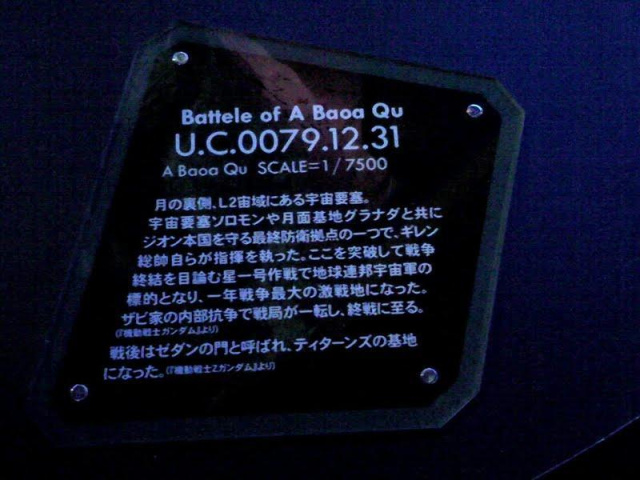 Battele of A Baoa Qu
U.C.0079.12.31
A Baoa Qu SCALE=1/7500
月の裏側、L2宙域にある宇宙要塞。
宇宙要塞ソロモンや月面基地グラナダと共に
ジオン本国を守る最終防衛拠点の一つで、ギレン
総帥自らが指揮を執った。ここを突破して戦争
終結を目論む星一号作戦で地球連邦宇宙軍の
標的となり、一年戦争最大の激戦地になった。
ザビ家の内部抗争で戦局が一転し、終戦に至る。
(『機動戦士ガンダム』より)
戦後はゼダンの門と呼ばれ、ティターンズの基地
になった。(『機動戦士Zガンダム』より)